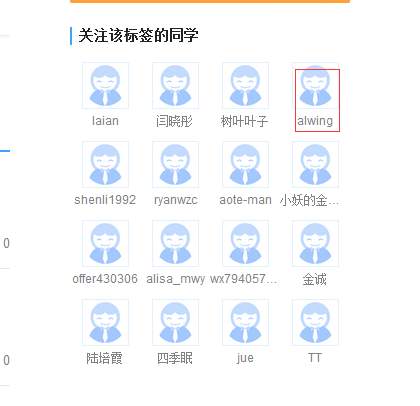 关注该标签的同学
laian 闫晓彤 树叶叶子 alwing
shenli1992 ryanwzc aote-man 小妖的金...
0
offer430306 alisa_mwy wx794057... 金诚
陆培霞 四季眠 jue TT
0